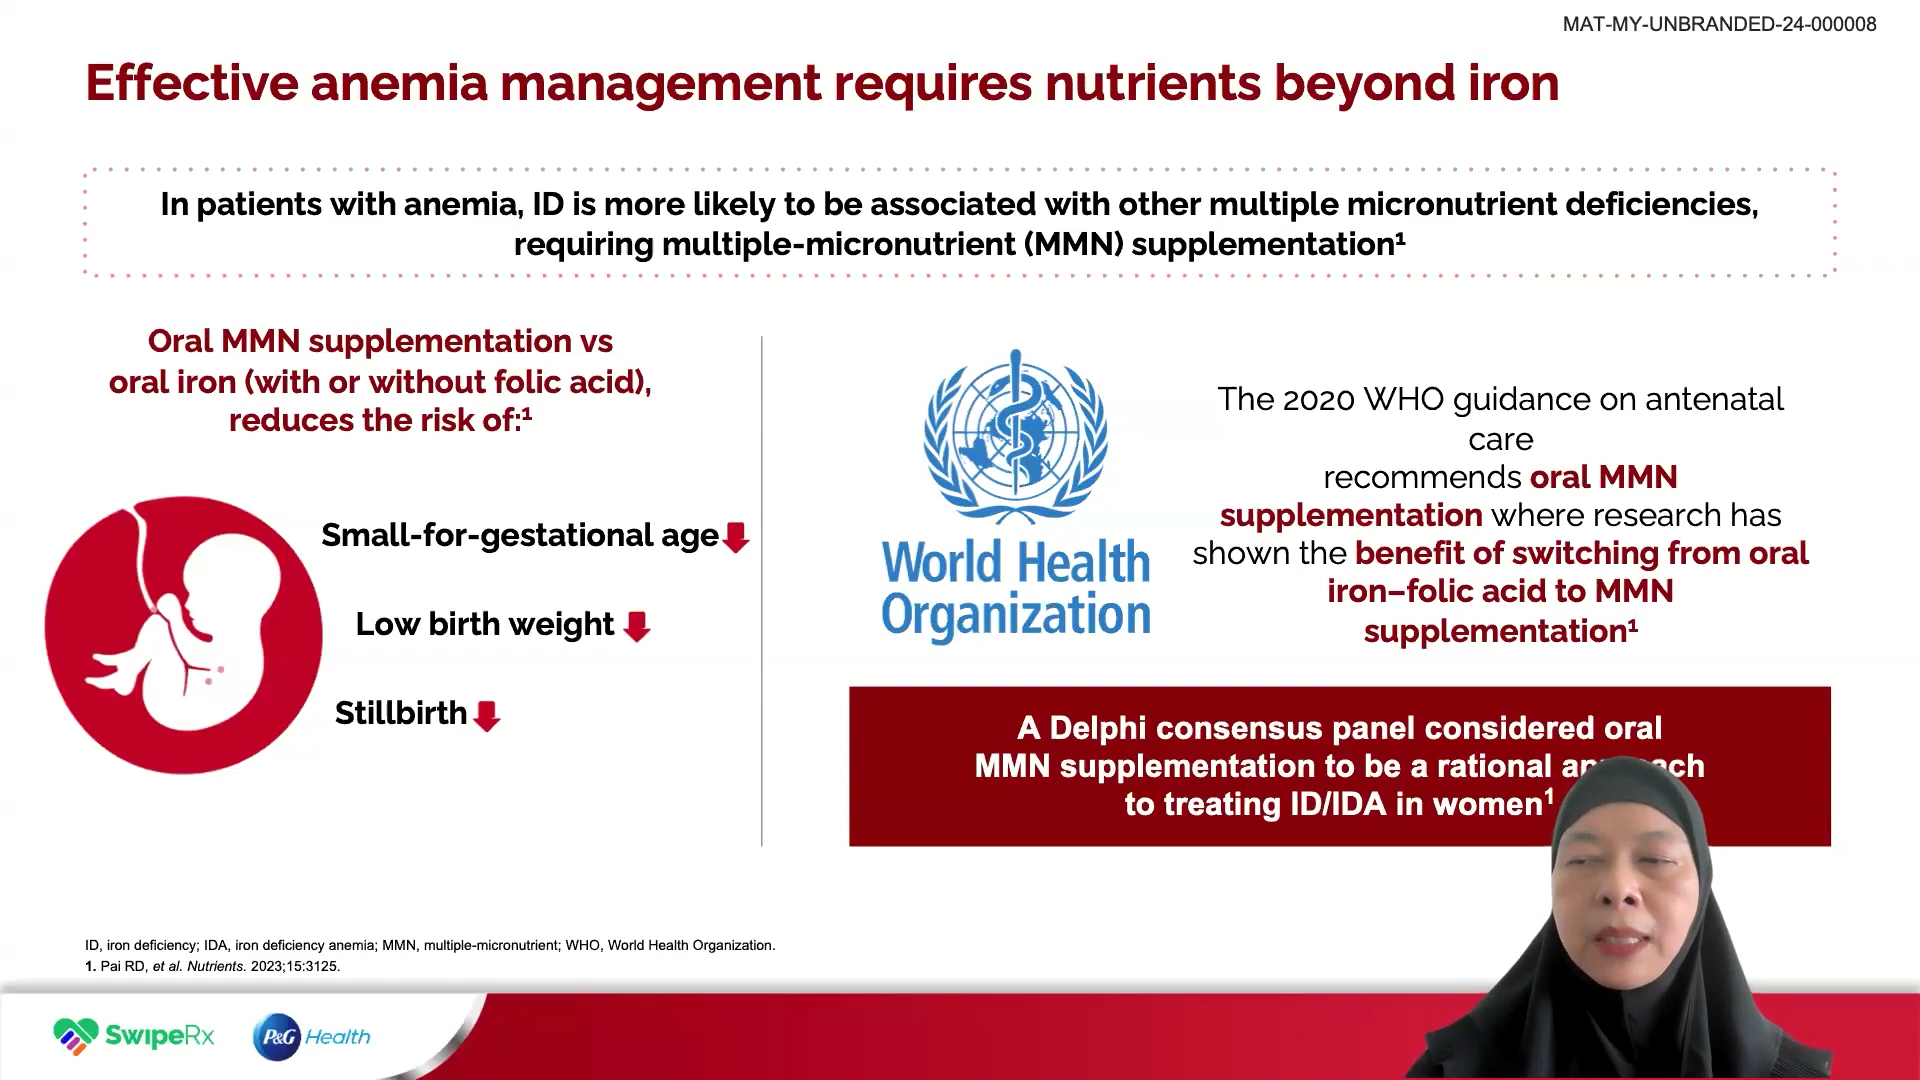 MAT-MY-UNBRANDED-24-000008
Effective anemia management requires nutrients beyond iron
In patients with anemia, ID is more likely to be associated with other multiple micronutrient deficiencies,
requiring multiple-micronutrient (MMN) supplementation¹
Oral MMN supplementation vs
oral iron (with or without folic acid),
reduces the risk of:¹
Small-for-gestational age
Low birth weight
Stillbirth
World Health
Organization
The 2020 WHO guidance on antenatal
care
recommends oral MMN
supplementation where research has
shown the benefit of switching from oral
iron–folic acid to MMN
supplementation¹
A Delphi consensus panel considered oral
MMN supplementation to be a rational
to treating ID/IDA in women¹
ID, iron deficiency; IDA, iron deficiency anemia; MMN, multiple-micronutrient; WHO, World Health Organization.
1. Pai RD, et al. Nutrients. 2023;15:3125.
SwipeRx
P&G Health